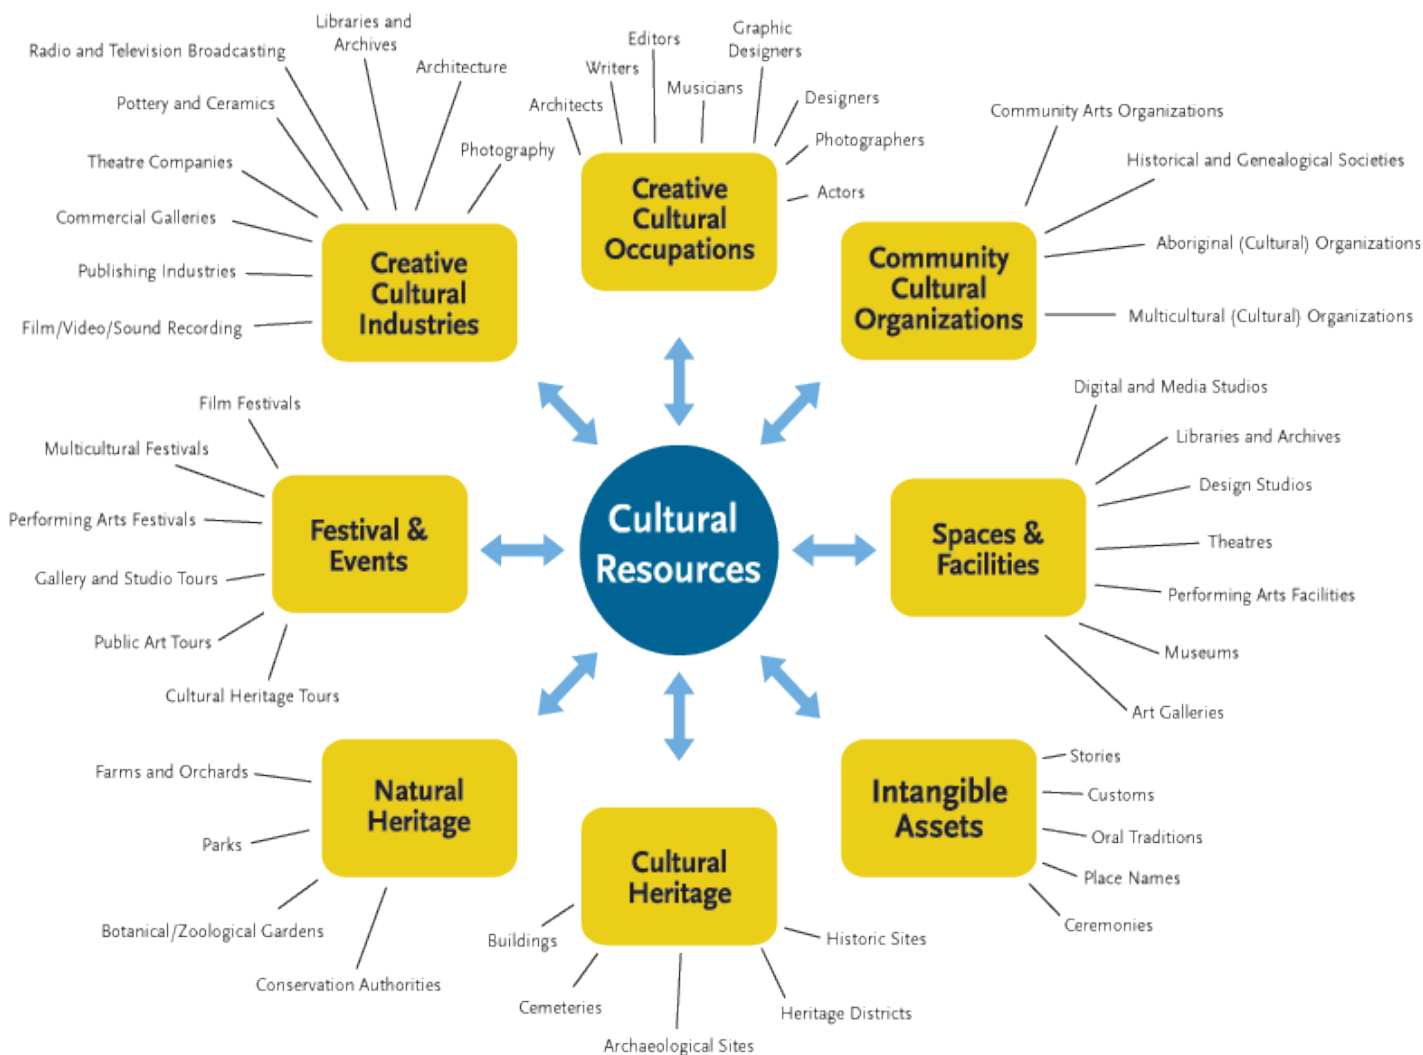 Libraries and
Archives
Radio and Television Broadcasting
Architecture
Pottery and Ceramics
Photography
Theatre Companies
Commercial Galleries
Publishing Industries
Film/Video/Sound Recording
Creative
Cultural
Industries
Graphic
Designers
Editors
Writers
Musicians
Architects
Designers
Photographers
Actors
Creative
Cultural
Occupations
Community Arts Organizations
Historical and Genealogical Societies
Aboriginal (Cultural) Organizations
Multicultural (Cultural) Organizations
Community
Cultural
Organizations
Film Festivals
Multicultural Festivals
Performing Arts Festivals
Gallery and Studio Tours
Public Art Tours
Cultural Heritage Tours
Festival &
Events
Cultural
Resources
Spaces &
Facilities
Digital and Media Studios
Libraries and Archives
Design Studios
Theatres
Performing Arts Facilities
Museums
Art Galleries
Natural
Heritage
Farms and Orchards
Parks
Botanical/Zoological Gardens
Conservation Authorities
Cultural
Heritage
Buildings
Cemeteries
Archaeological Sites
Heritage Districts
Historic Sites
Intangible
Assets
Stories
Customs
Oral Traditions
Place Names
Ceremonies